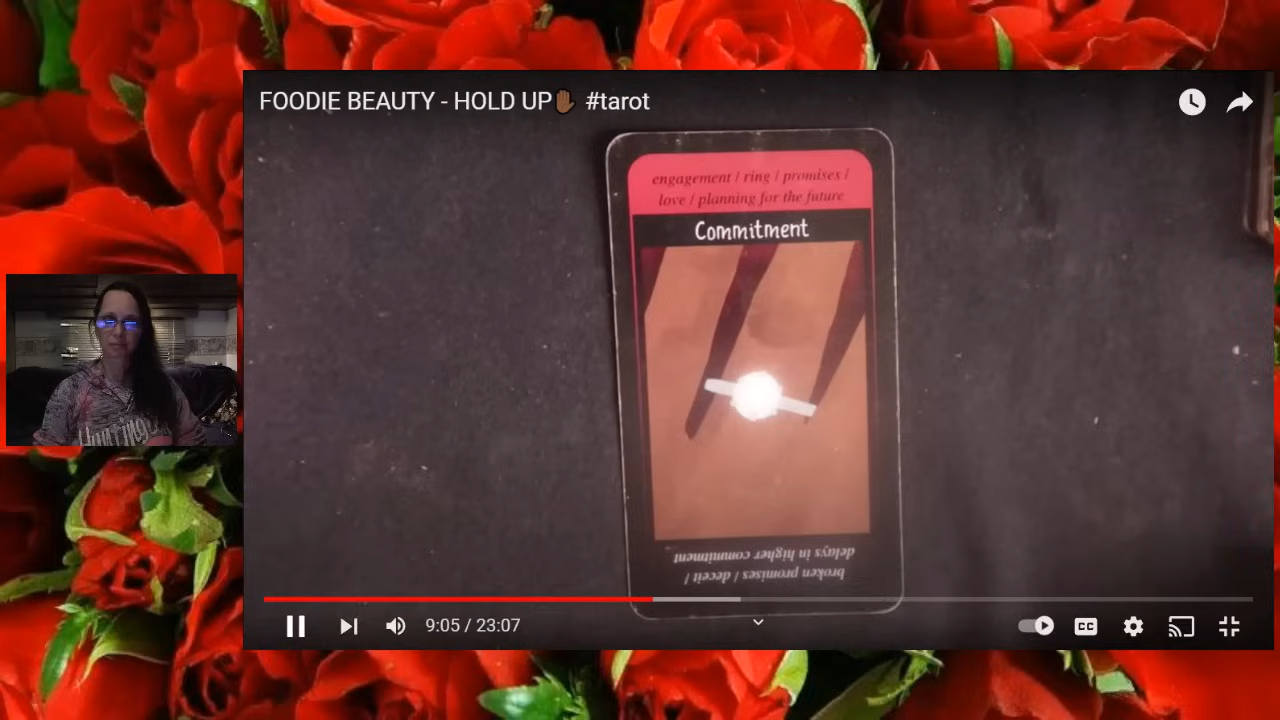 FOODIE BEAUTY - HOLD UP✋🏾 #tarot
engagement / ring / promises /
love / planning for the future
Commitment
broken promises / deceit /
delays in higher commitment
9:05 / 23:07
CC